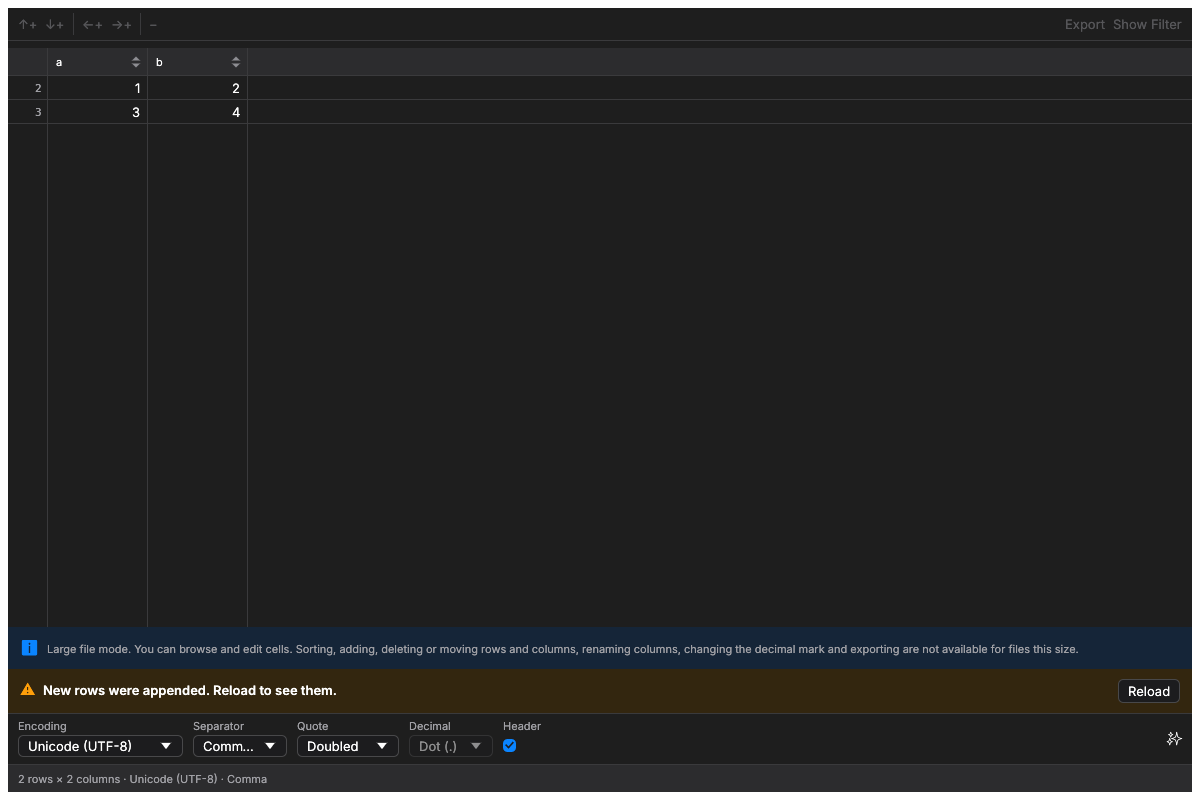 Export Show Filter
a b
2 1 2
3 3 4
Large file mode. You can browse and edit cells. Sorting, adding, deleting or moving rows and columns, renaming columns, changing the decimal mark and exporting are not available for files this size.
New rows were appended. Reload to see them. Reload
Encoding Separator Quote Decimal Header
Unicode (UTF-8) Comm... Doubled Dot (.)
2 rows × 2 columns · Unicode (UTF-8) · Comma